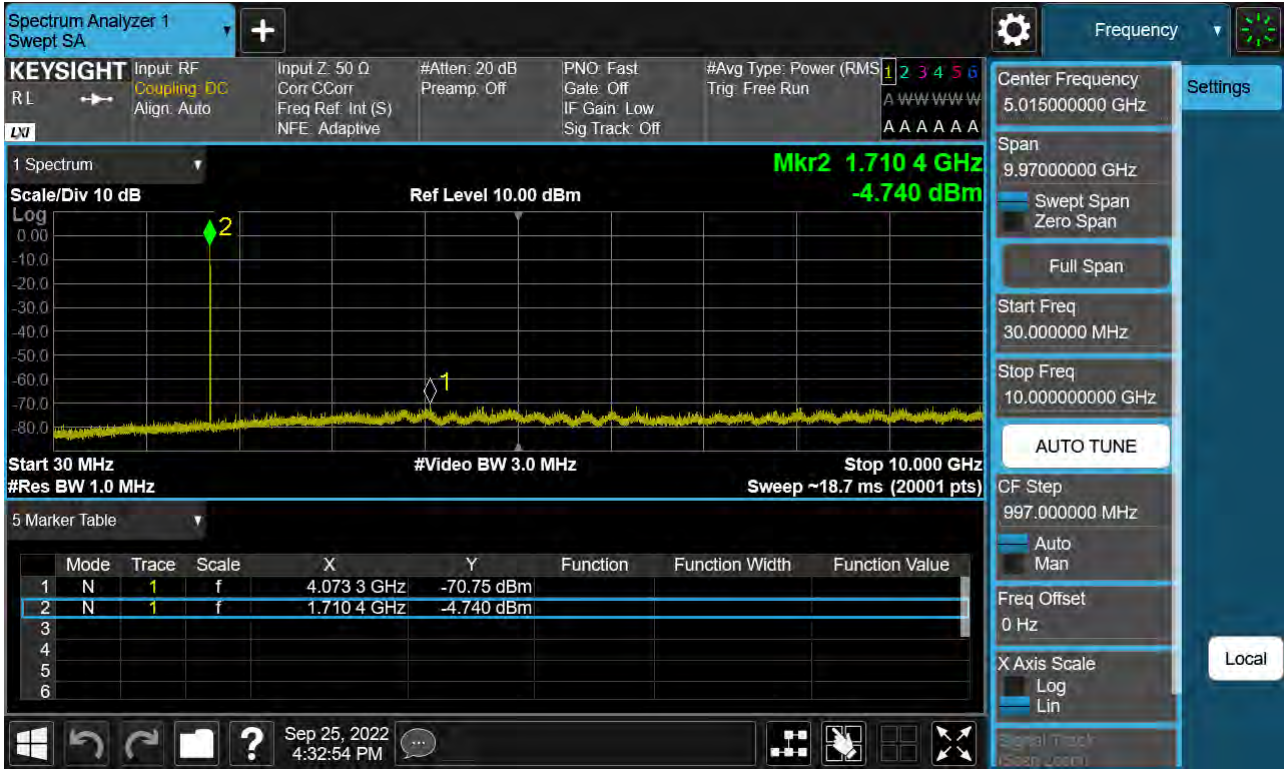 Spectrum Analyzer 1
Swept SA
+
Frequency
KEYSIGHT
RL
LXI
Input: RF
Coupling: DC
Align: Auto
Input Z: 50 Ω
Corr CCorr
Freq Ref: Int (S)
NFE: Adaptive
#Atten: 20 dB
Preamp: Off
PNO: Fast
Gate: Off
IF Gain: Low
Sig Track: Off
#Avg Type: Power (RMS
Trig: Free Run
1 2 3 4 5 6
A W W W W W
A A A A A A
1 Spectrum
Mkr2 1.710 4 GHz
-4.740 dBm
Scale/Div 10 dB
Ref Level 10.00 dBm
Log
0.00
-10.0
-20.0
-30.0
-40.0
-50.0
-60.0
-70.0
-80.0
2
1
Start 30 MHz
#Video BW 3.0 MHz
Stop 10.000 GHz
#Res BW 1.0 MHz
Sweep ~18.7 ms (20001 pts)
5 Marker Table
Mode Trace Scale X Y Function Function Width Function Value
1 N 1 f 4.073 3 GHz -70.75 dBm
2 N 1 f 1.710 4 GHz -4.740 dBm
3
4
5
6
?
Sep 25, 2022
4:32:54 PM
Center Frequency
5.015000000 GHz
Span
9.97000000 GHz
Swept Span
Zero Span
Full Span
Start Freq
30.000000 MHz
Stop Freq
10.000000000 GHz
AUTO TUNE
CF Step
997.000000 MHz
Auto
Man
Freq Offset
0 Hz
X Axis Scale
Log
Lin
Signal Track
(Span Zoom)
Settings
Local